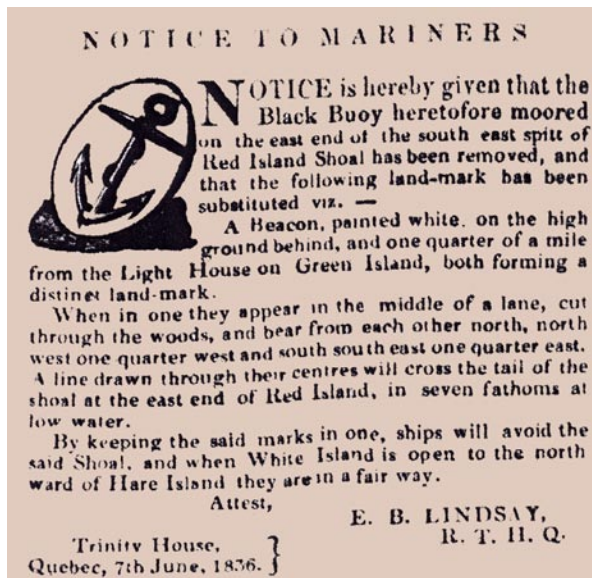 NOTICE TO MARINERS
NOTICE is hereby given that the
Black Buoy heretofore moored
on the east end of the south east spitt of
Red Island Shoal has been removed, and
that the following land-mark has been
substituted viz. —
A Beacon, painted white, on the high
ground behind, and one quarter of a mile
from the Light House on Green Island, both forming a
distinct land-mark.
When in one they appear in the middle of a lane, cut
through the woods, and bear from each other north, north
west one quarter west and south south east one quarter east.
A line drawn through their centres will cross the tail of the
shoal at the east end of Red Island, in seven fathoms at
low water.
By keeping the said marks in one, ships will avoid the
said Shoal, and when White Island is open to the north
ward of Hare Island they are in a fair way.
Attest,
E. B. LINDSAY,
R. T. H. Q.
Trinity House,
Quebec, 7th June, 1836.